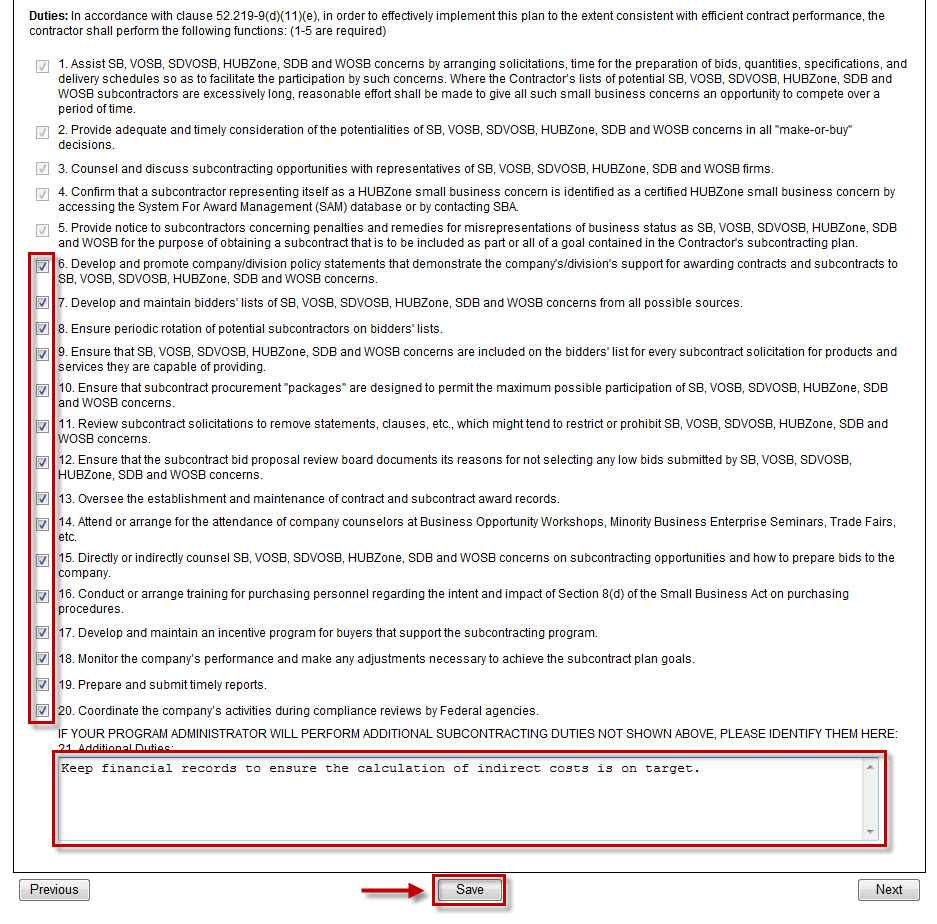 Duties: In accordance with clause 52.219-9(d)(11)(e), in order to effectively implement this plan to the extent consistent with efficient contract performance, the
contractor shall perform the following functions: (1-5 are required)
1. Assist SB, VOSB, SDVOSB, HUBZone, SDB and WOSB concerns by arranging solicitations, time for the preparation of bids, quantities, specifications, and
delivery schedules so as to facilitate the participation by such concerns. Where the Contractor's lists of potential SB, VOSB, SDVOSB, HUBZone, SDB and
WOSB subcontractors are excessively long, reasonable effort shall be made to give all such small business concerns an opportunity to compete over a
period of time.
2. Provide adequate and timely consideration of the potentialities of SB, VOSB, SDVOSB, HUBZone, SDB and WOSB concerns in all "make-or-buy"
decisions.
3. Counsel and discuss subcontracting opportunities with representatives of SB, VOSB, SDVOSB, HUBZone, SDB and WOSB firms.
4. Confirm that a subcontractor representing itself as a HUBZone small business concern is identified as a certified HUBZone small business concern by
accessing the System For Award Management (SAM) database or by contacting SBA.
5. Provide notice to subcontractors concerning penalties and remedies for misrepresentations of business status as SB, VOSB, SDVOSB, HUBZone, SDB
and WOSB for the purpose of obtaining a subcontract that is to be included as part or all of a goal contained in the Contractor's subcontracting plan.
6. Develop and promote company/division policy statements that demonstrate the company's/division's support for awarding contracts and subcontracts to
SB, VOSB, SDVOSB, HUBZone, SDB and WOSB concerns.
7. Develop and maintain bidders' lists of SB, VOSB, SDVOSB, HUBZone, SDB and WOSB concerns from all possible sources.
8. Ensure periodic rotation of potential subcontractors on bidders' lists.
9. Ensure that SB, VOSB, SDVOSB, HUBZone, SDB and WOSB concerns are included on the bidders' list for every subcontract solicitation for products and
services they are capable of providing.
10. Ensure that subcontract procurement "packages" are designed to permit the maximum possible participation of SB, VOSB, SDVOSB, HUBZone, SDB
and WOSB concerns.
11. Review subcontract solicitations to remove statements, clauses, etc., which might tend to restrict or prohibit SB, VOSB, SDVOSB, HUBZone, SDB and
WOSB concerns.
12. Ensure that the subcontract bid proposal review board documents its reasons for not selecting any low bids submitted by SB, VOSB, SDVOSB,
HUBZone, SDB and WOSB concerns.
13. Oversee the establishment and maintenance of contract and subcontract award records.
14. Attend or arrange for the attendance of company counselors at Business Opportunity Workshops, Minority Business Enterprise Seminars, Trade Fairs,
etc.
15. Directly or indirectly counsel SB, VOSB, SDVOSB, HUBZone, SDB and WOSB concerns on subcontracting opportunities and how to prepare bids to the
company.
16. Conduct or arrange training for purchasing personnel regarding the intent and impact of Section 8(d) of the Small Business Act on purchasing
procedures.
17. Develop and maintain an incentive program for buyers that support the subcontracting program.
18. Monitor the company's performance and make any adjustments necessary to achieve the subcontract plan goals.
19. Prepare and submit timely reports.
20. Coordinate the company's activities during compliance reviews by Federal agencies.
IF YOUR PROGRAM ADMINISTRATOR WILL PERFORM ADDITIONAL SUBCONTRACTING DUTIES NOT SHOWN ABOVE, PLEASE IDENTIFY THEM HERE:
21. Additional Duties:
Keep financial records to ensure the calculation of indirect costs is on target.
Previous
Save
Next